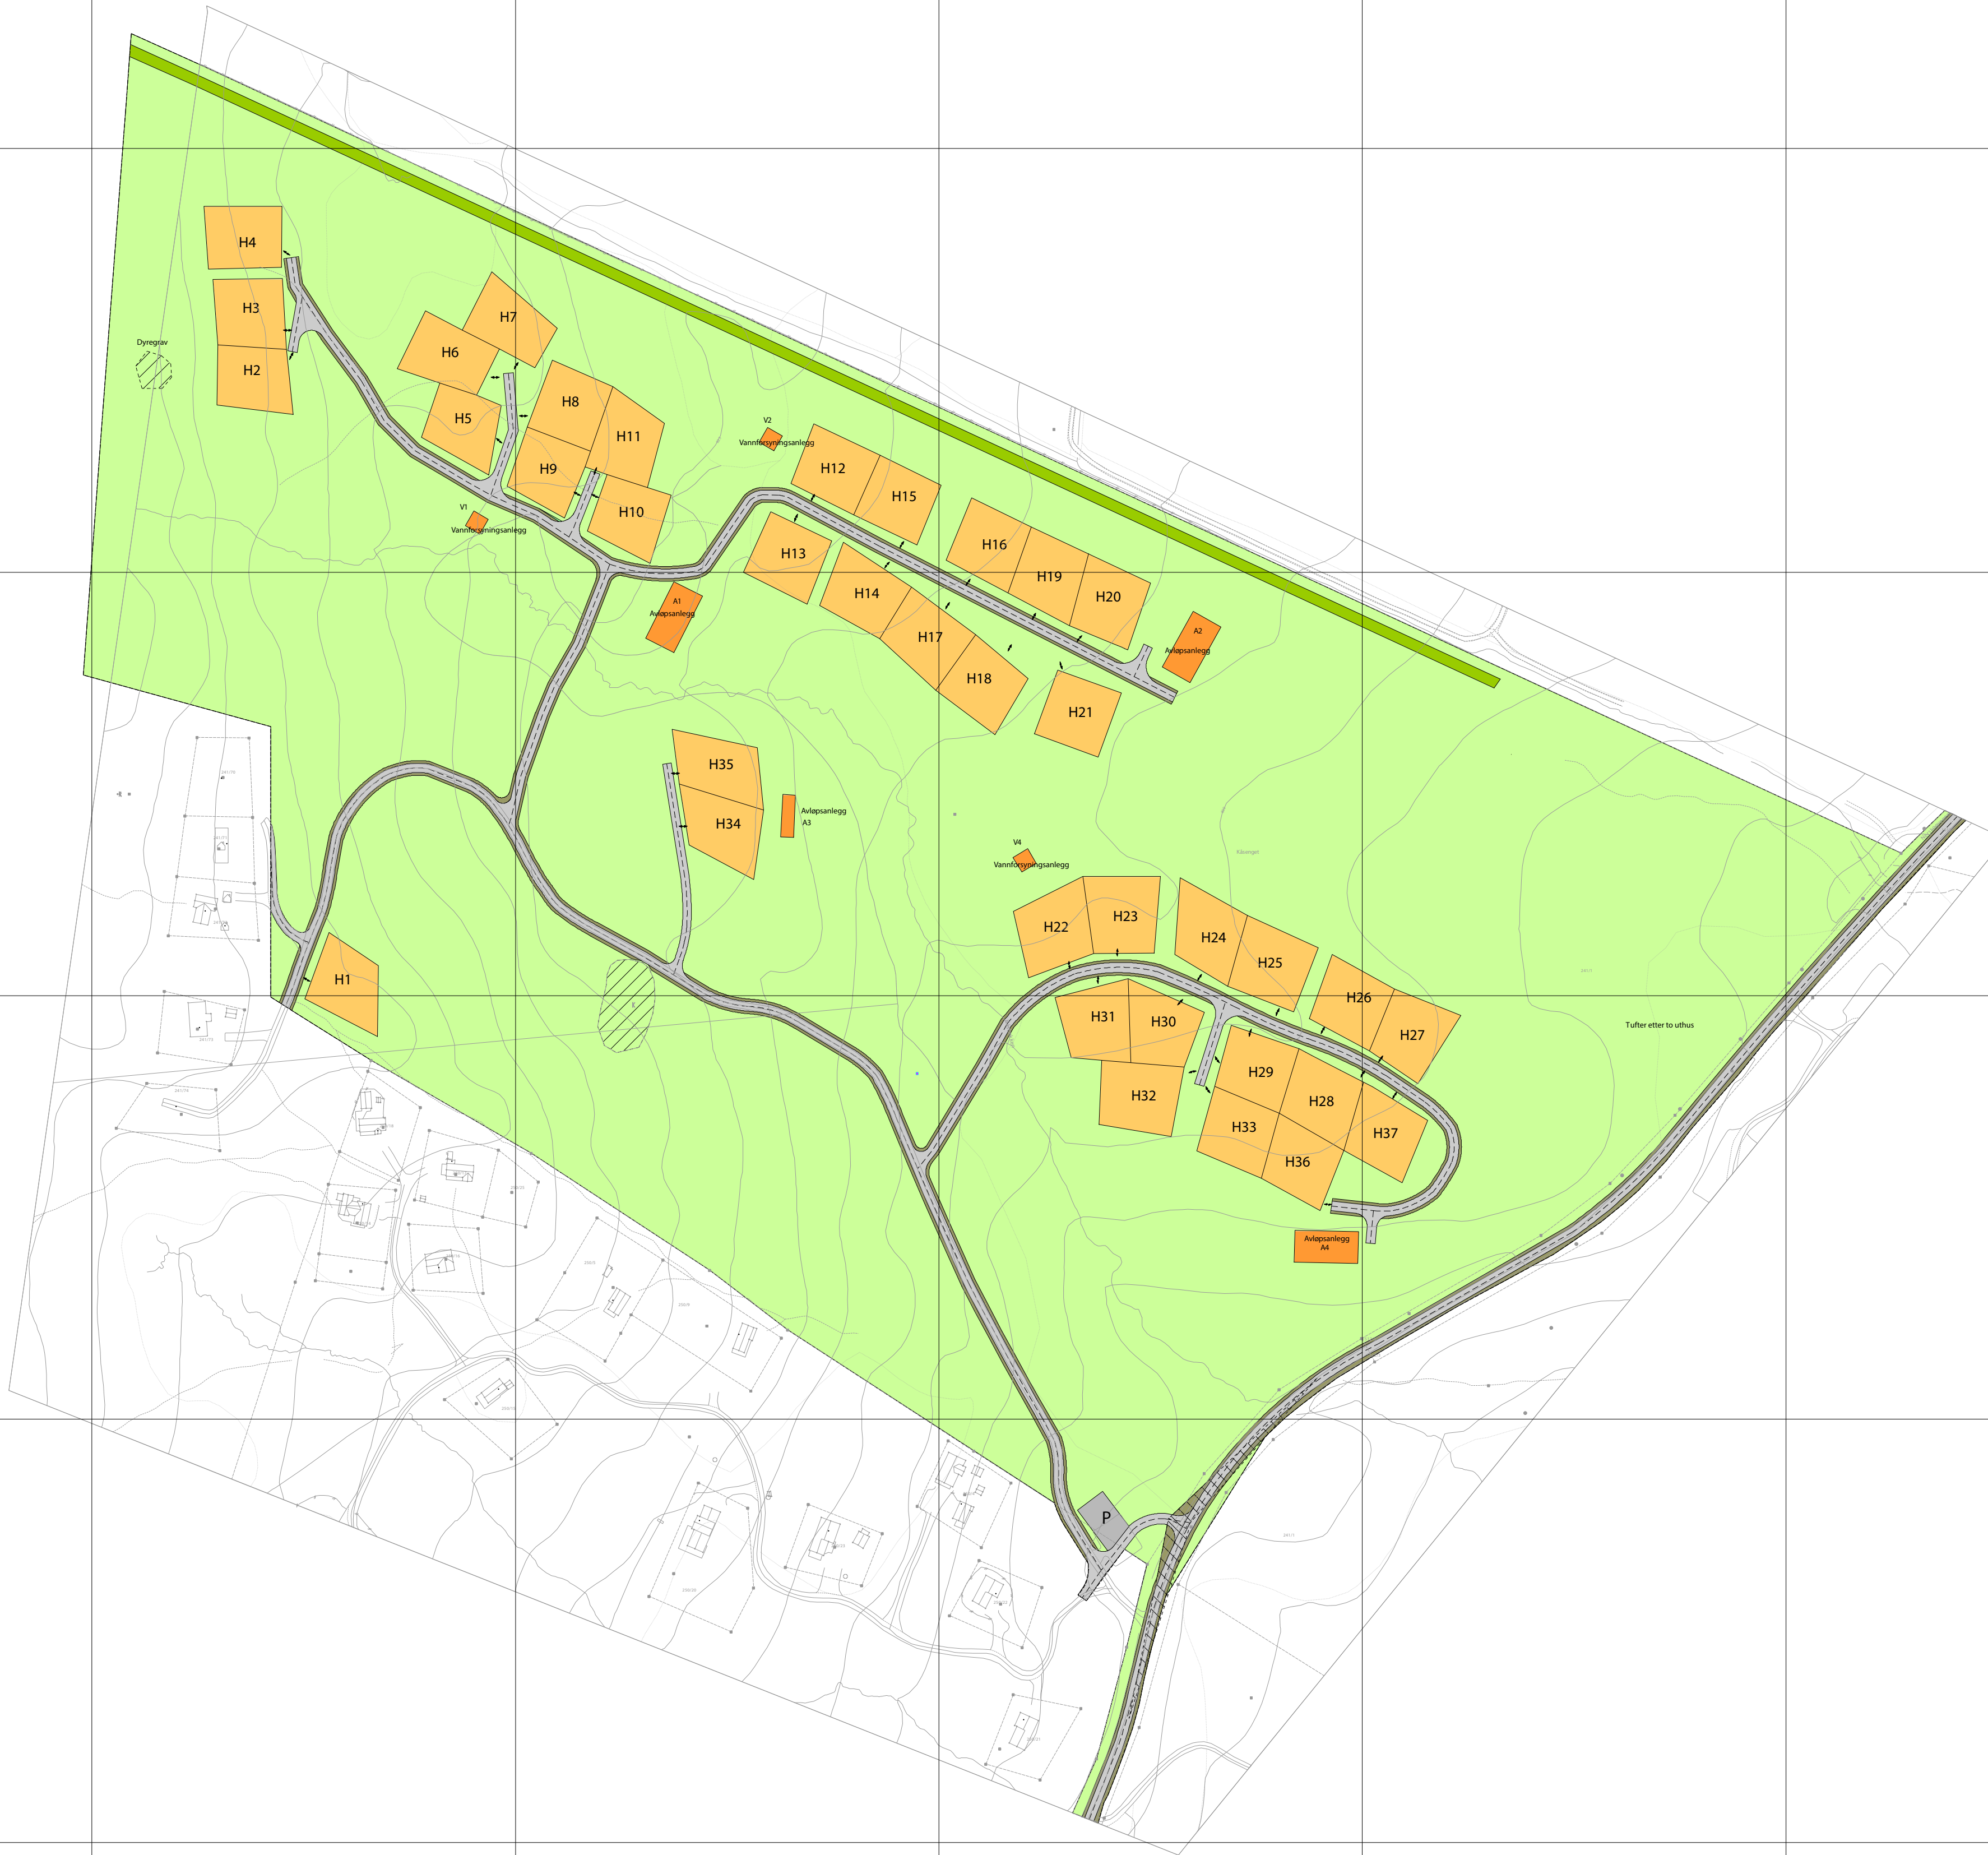 H4
H3
Dyregrav
H2
H7
H6
H5
H8
H11
H9
H10
V1
Vannforsyningsanlegg
V2
Vannforsyningsanlegg
H12
H15
H13
H16
H19
H20
H14
H17
H18
H21
A1
Avløpsanlegg
A2
Avløpsanlegg
H35
H34
Avløpsanlegg
A3
V4
Vannforsyningsanlegg
H22
H23
H24
H25
H26
H27
H1
H31
H30
H32
H29
H28
H33
H36
H37
Tufter etter to uthus
Avløpsanlegg
A4
P
241/1